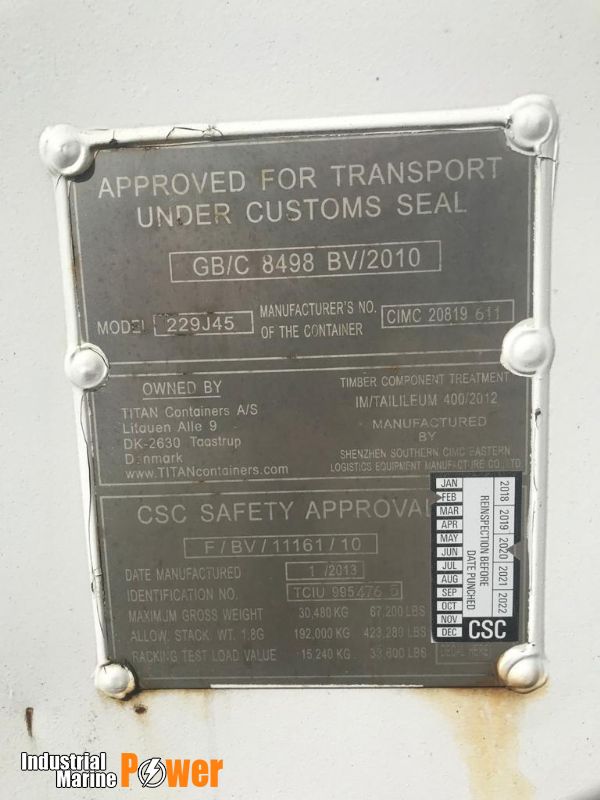 APPROVED FOR TRANSPORT
UNDER CUSTOMS SEAL
GB/C 8498 BV/2010
MODEL 229J45
MANUFACTURER'S NO.
OF THE CONTAINER
CIMC 20819 611
OWNED BY
TITAN Containers A/S
Litauen Alle 9
DK-2630 Taastrup
Denmark
www.TITANcontainers.com
TIMBER COMPONENT TREATMENT
IM/TAILILEUM 400/2012
MANUFACTURED
BY
SHENZHEN SOUTHERN CIMC EASTERN
LOGISTICS EQUIPMENT MANUFACTURE CO.,LTD
CSC SAFETY APPROVAL
F/BV/11161/10
DATE MANUFACTURED 1/2013
IDENTIFICATION NO. TCIU 995476 5
MAXIMUM GROSS WEIGHT 30,480 KG 67,200 LBS
ALLOW. STACK. WT. 1.8G 192,000 KG 423,280 LBS
RACKING TEST LOAD VALUE 15,240 KG 33,600 LBS
JAN
FEB
MAR
APR
MAY
JUN
JUL
AUG
SEP
OCT
NOV
DEC
REINSPECTION BEFORE
DATE PUNCHED
2018 2019 2020 2021 2022
CSC
DECAL HERE
Industrial
Marine
Power